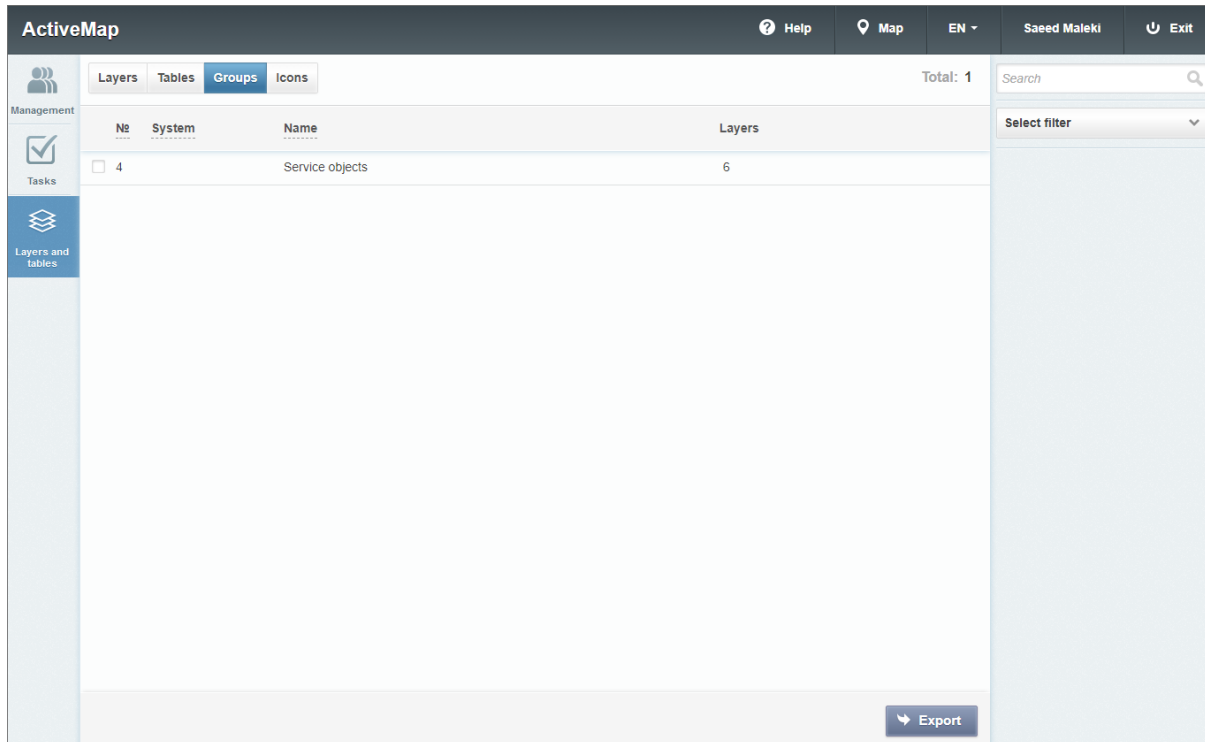 ActiveMap
Help
Map
EN
Saeed Maleki
Exit
Management
Tasks
Layers and
tables
Layers Tables Groups Icons
Total: 1
№ System Name Layers
4 Service objects 6
Export
Search
Select filter